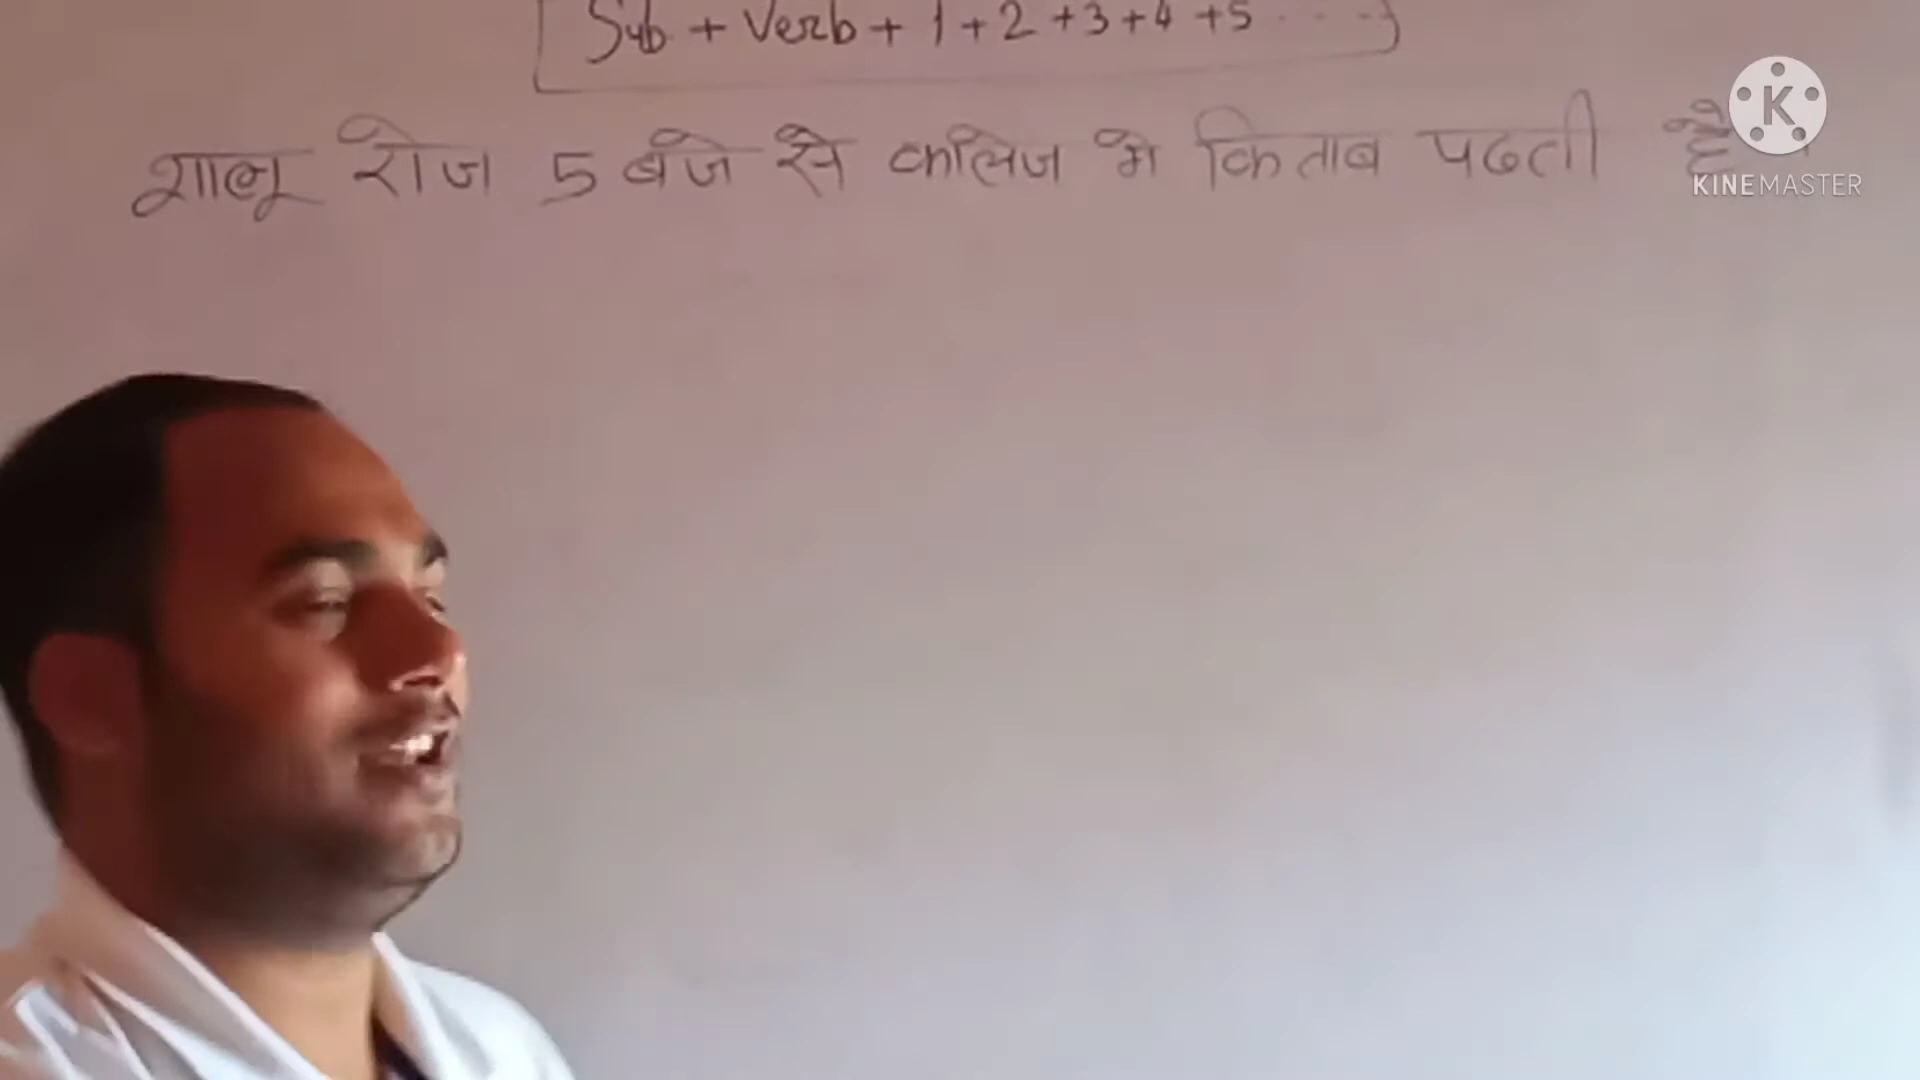 Sub + Verb + 1 + 2 + 3 + 4 + 5 . . . .
शालू रोज 5 बजे से कालेज मे किताब पढती है
K
KINEMASTER